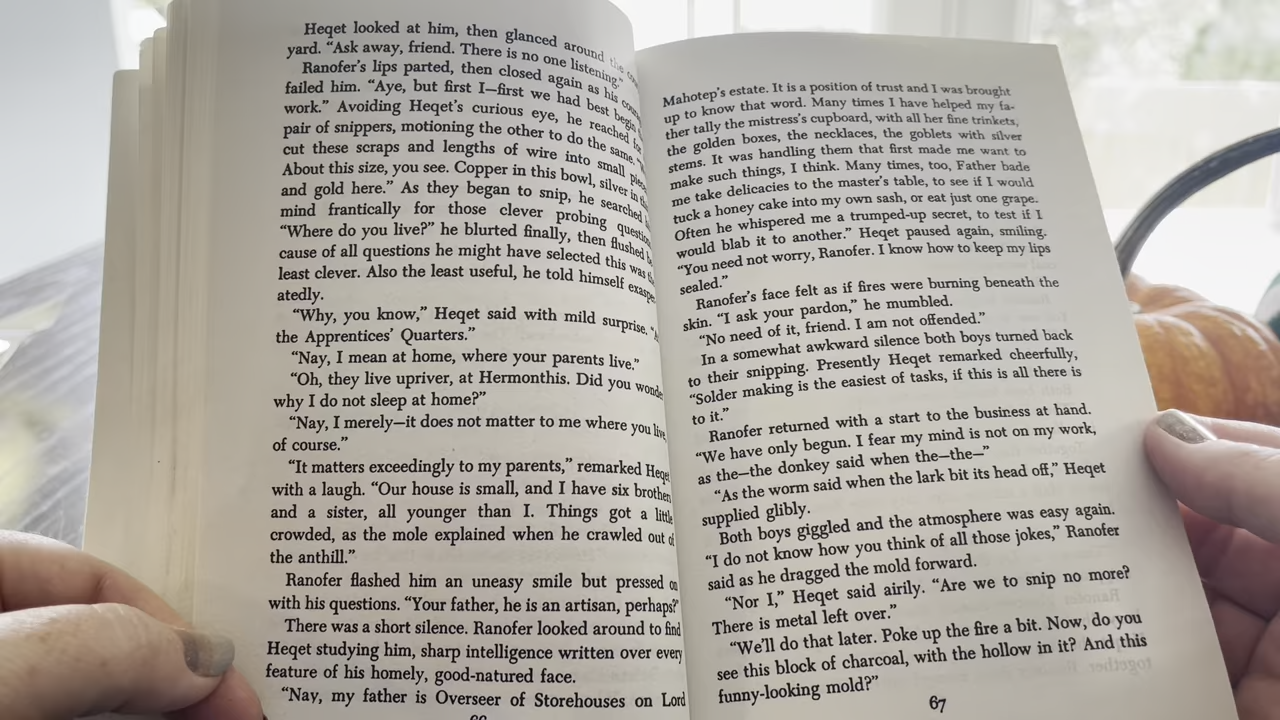 Heqet looked at him, then glanced around the
yard. “Ask away, friend. There is no one listening.”
Ranofer’s lips parted, then closed again as his
failed him. “Aye, but first I—first we had best begin
work.” Avoiding Heqet’s curious eye, he reached for
pair of snippers, motioning the other to do the same.
cut these scraps and lengths of wire into small
About this size, you see. Copper in this bowl, silver in
and gold here.” As they began to snip, he searched
mind frantically for those clever probing
“Where do you live?” he blurted finally, then flushed
cause of all questions he might have selected this was
least clever. Also the least useful, he told himself
atedly.
“Why, you know,” Heqet said with mild surprise.
the Apprentices’ Quarters.”
“Nay, I mean at home, where your parents live.”
“Oh, they live upriver, at Hermonthis. Did you
why I do not sleep at home?”
“Nay, I merely—it does not matter to me where you live,
of course.”
“It matters exceedingly to my parents,” remarked Heqet
with a laugh. “Our house is small, and I have six brothers
and a sister, all younger than I. Things got a little
crowded, as the mole explained when he crawled out of
the anthill.”
Ranofer flashed him an uneasy smile but pressed on
with his questions. “Your father, he is an artisan, perhaps?”
There was a short silence. Ranofer looked around to find
Heqet studying him, sharp intelligence written over every
feature of his homely, good-natured face.
“Nay, my father is Overseer of Storehouses on Lord
Mahotep’s estate. It is a position of trust and I was brought
up to know that word. Many times I have helped my fa-
ther tally the mistress’s cupboard, with all her fine trinkets,
the golden boxes, the necklaces, the goblets with silver
stems. It was handling them that first made me want to
make such things, I think. Many times, too, Father bade
me take delicacies to the master’s table, to see if I would
tuck a honey cake into my own sash, or eat just one grape.
Often he whispered me a trumped-up secret, to test if I
would blab it to another.” Heqet paused again, smiling.
“You need not worry, Ranofer. I know how to keep my lips
sealed.”
Ranofer’s face felt as if fires were burning beneath the
skin. “I ask your pardon,” he mumbled.
“No need of it, friend. I am not offended.”
In a somewhat awkward silence both boys turned back
to their snipping. Presently Heqet remarked cheerfully,
“Solder making is the easiest of tasks, if this is all there is
to it.”
Ranofer returned with a start to the business at hand.
“We have only begun. I fear my mind is not on my work,
as the—the donkey said when the—the—”
“As the worm said when the lark bit its head off,” Heqet
supplied glibly.
Both boys giggled and the atmosphere was easy again.
“I do not know how you think of all those jokes,” Ranofer
said as he dragged the mold forward.
“Nor I,” Heqet said airily. “Are we to snip no more?
There is metal left over.”
“We’ll do that later. Poke up the fire a bit. Now, do you
see this block of charcoal, with the hollow in it? And this
funny-looking mold?”
67